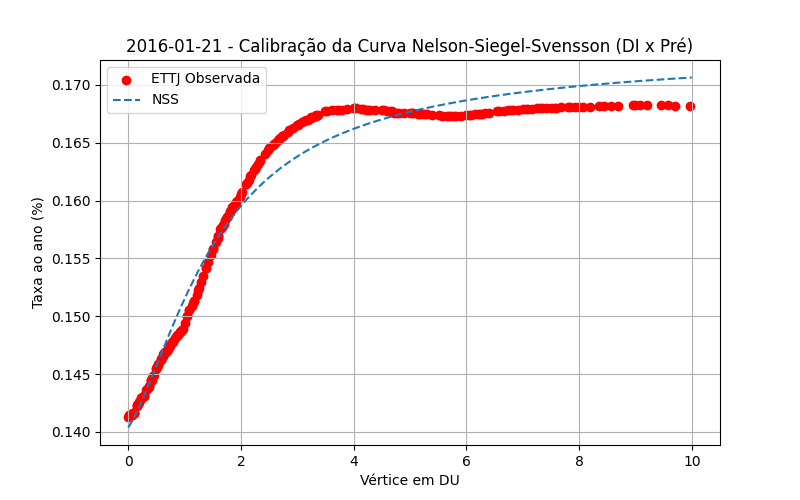 2016-01-21 - Calibração da Curva Nelson-Siegel-Svensson (DI x Pré)
ETTJ Observada
NSS
Taxa ao ano (%)
0.170
0.165
0.160
0.155
0.150
0.145
0.140
0 2 4 6 8 10
Vértice em DU